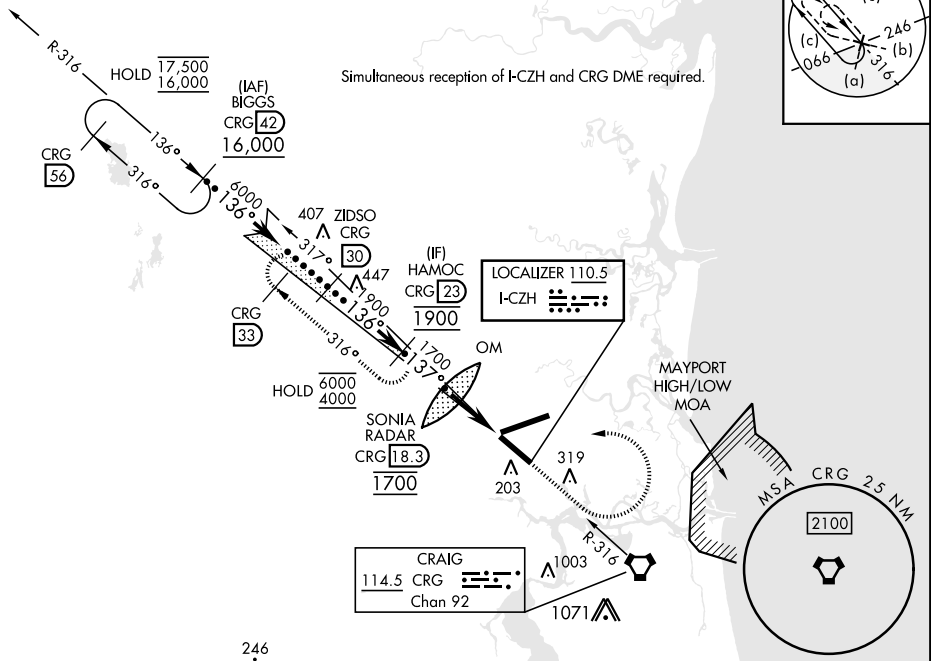 R-316
HOLD 17,500
16,000
(IAF)
BIGGS
CRG 42
16,000
Simultaneous reception of I-CZH and CRG DME required.
(c)
246
(b)
066
316
(a)
136°
316°
CRG
56
6000
136°
407
ZIDSO
CRG
30
317°
447
1900
136°
(IF)
HAMOC
CRG 23
1900
LOCALIZER 110.5
I-CZH
CRG
33
316°
1700
137°
OM
HOLD 6000
4000
SONIA
RADAR
CRG 18.3
1700
MAYPORT
HIGH/LOW
MOA
203
319
MSA CRG 25 NM
2100
R-316
CRAIG
114.5 CRG
Chan 92
1003
1071
246